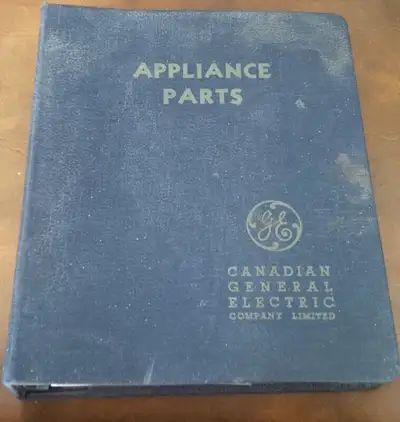 APPLIANCE
PARTS
GE
CANADIAN
GENERAL
ELECTRIC
COMPANY LIMITED